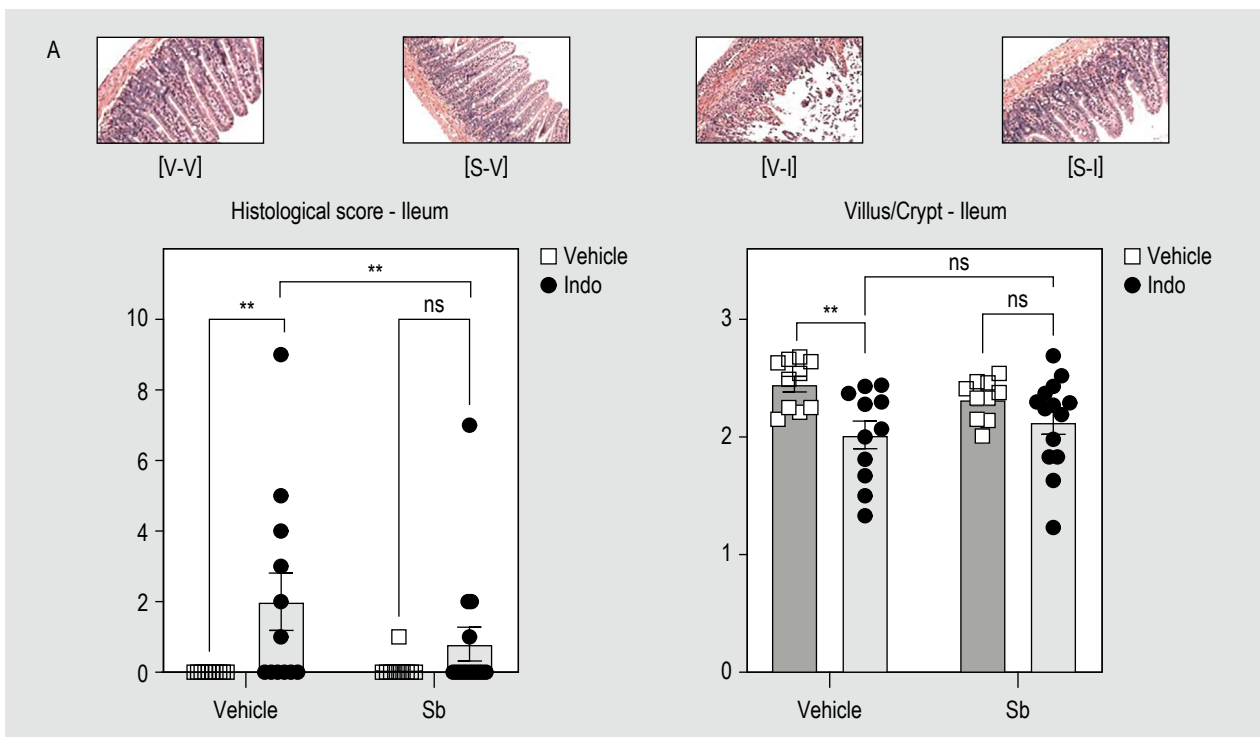 A
[V-V]
[S-V]
[V-I]
[S-I]
Histological score - Ileum
Villus/Crypt - Ileum
Vehicle
Indo
**
**
ns
10
8
6
4
2
0
Vehicle
Sb
Vehicle
Indo
ns
**
ns
3
2
1
0
Vehicle
Sb